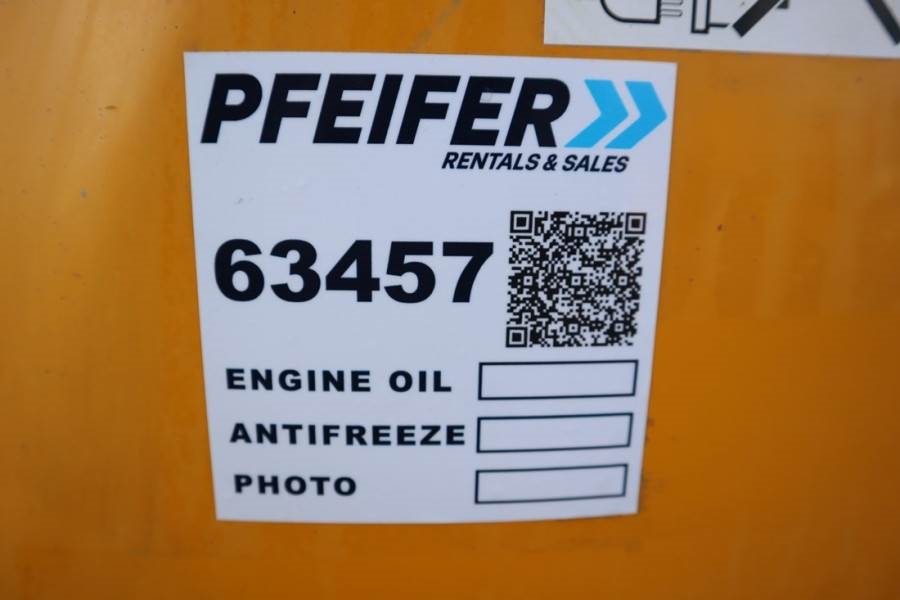 PFEIFER
RENTALS & SALES
63457
ENGINE OIL
ANTIFREEZE
PHOTO